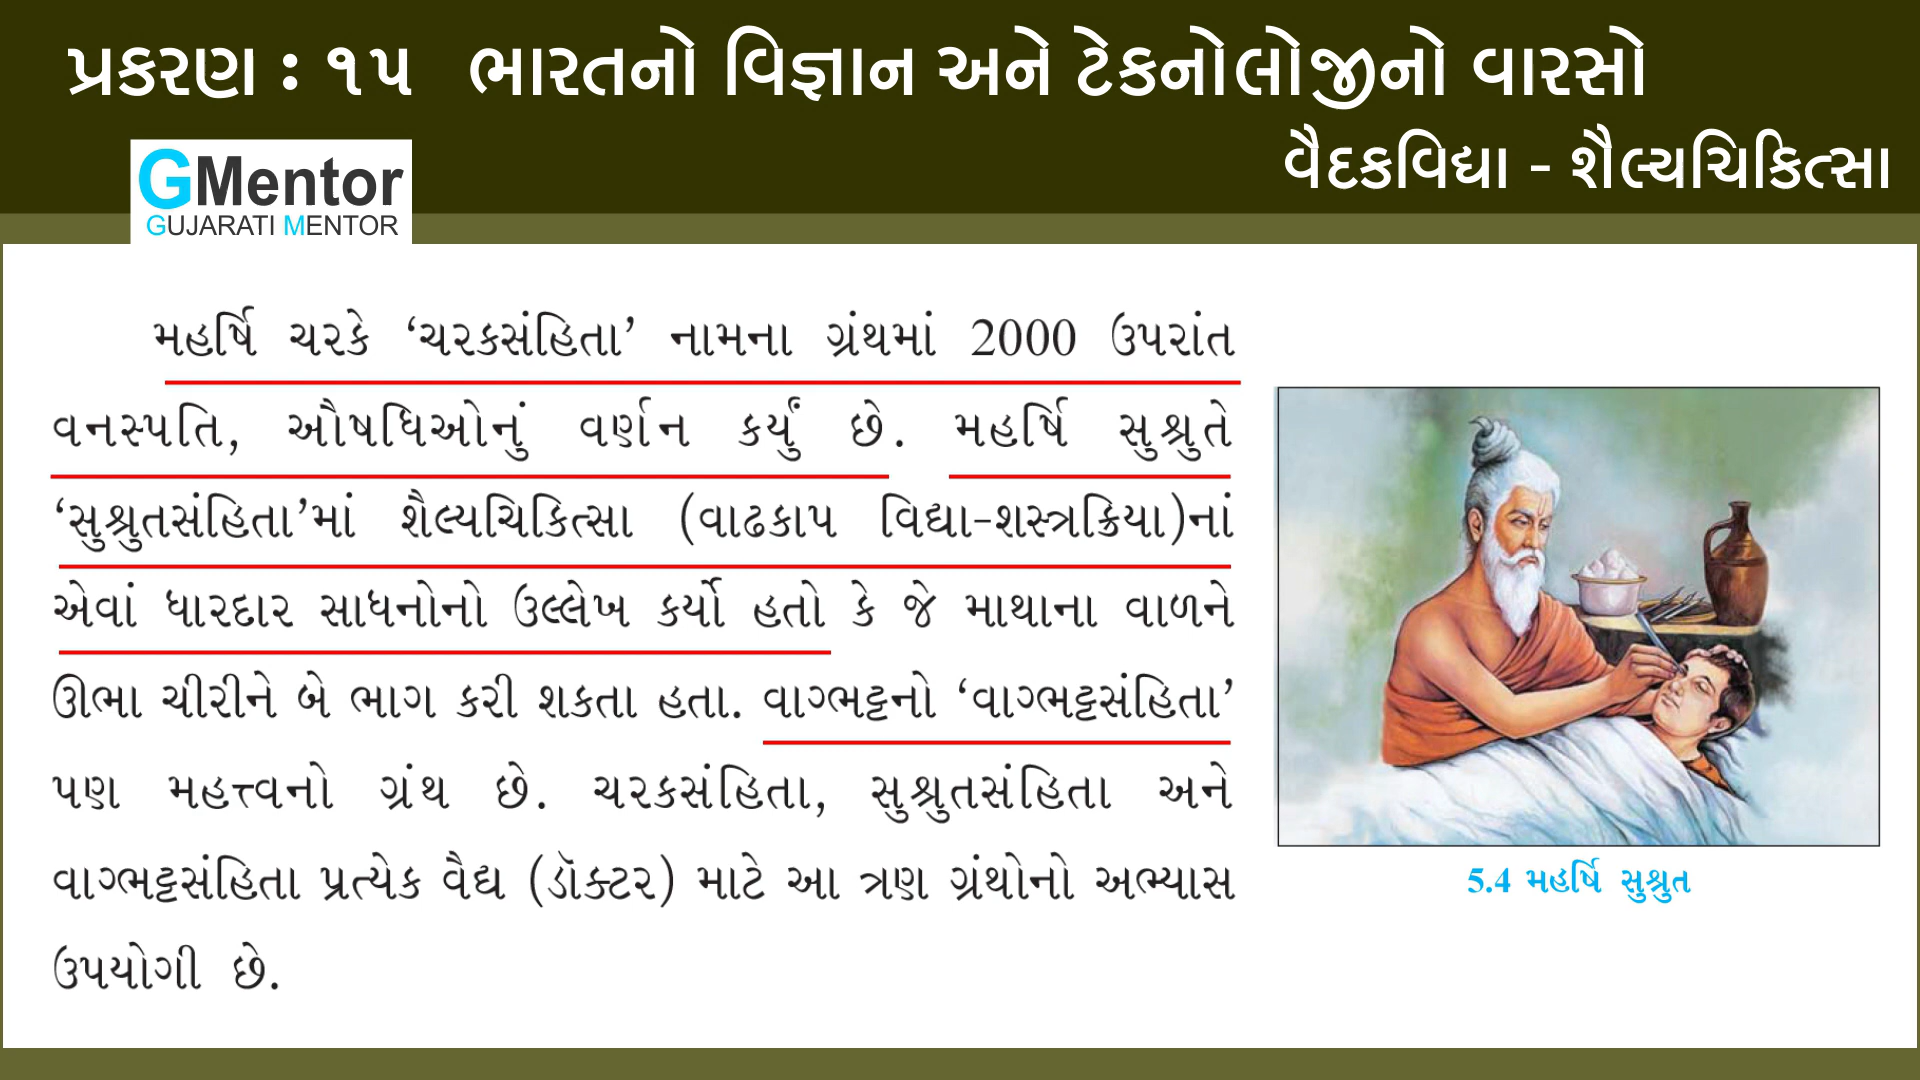 પ્રકરણ : ૧૫ ભારતનો વિજ્ઞાન અને ટેકનોલોજીનો વારસો
વૈદકવિદ્યા - શૈલ્યચિકિત્સા
GMentor
GUJARATI MENTOR
મહર્ષિ ચરકે ‘ચરકસંહિતા’ નામના ગ્રંથમાં 2000 ઉપરાંત
વનસ્પતિ, ઔષધિઓનું વર્ણન કર્યું છે. મહર્ષિ સુશ્રુતે
‘સુશ્રુતસંહિતા’માં શૈલ્યચિકિત્સા (વાઢકાપ વિદ્યા-શસ્ત્રક્રિયા)નાં
એવાં ધારદાર સાધનોનો ઉલ્લેખ કર્યો હતો કે જે માથાના વાળને
ઊભા ચીરીને બે ભાગ કરી શકતા હતા. વાગ્ભટ્ટનો ‘વાગ્ભટ્ટસંહિતા’
પણ મહત્ત્વનો ગ્રંથ છે. ચરકસંહિતા, સુશ્રુતસંહિતા અને
વાગ્ભટ્ટસંહિતા પ્રત્યેક વૈદ્ય (ડૉક્ટર) માટે આ ત્રણ ગ્રંથોનો અભ્યાસ
ઉપયોગી છે.
5.4 મહર્ષિ સુશ્રુત